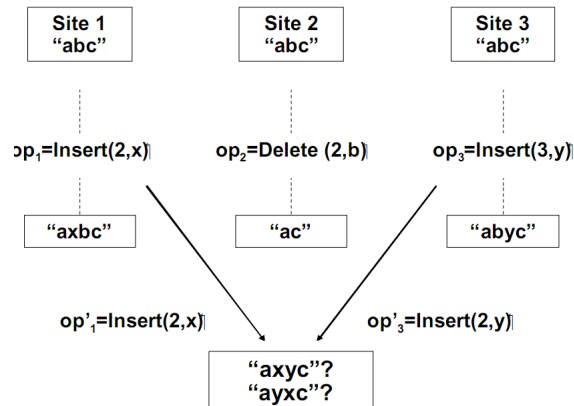 Site 1
“abc”
Site 2
“abc”
Site 3
“abc”
op₁=Insert(2,x)
op₂=Delete (2,b)
op₃=Insert(3,y)
“axbc”
“ac”
“abyc”
op’₁=Insert(2,x)
op’₃=Insert(2,y)
“axyc”?
“ayxc”?